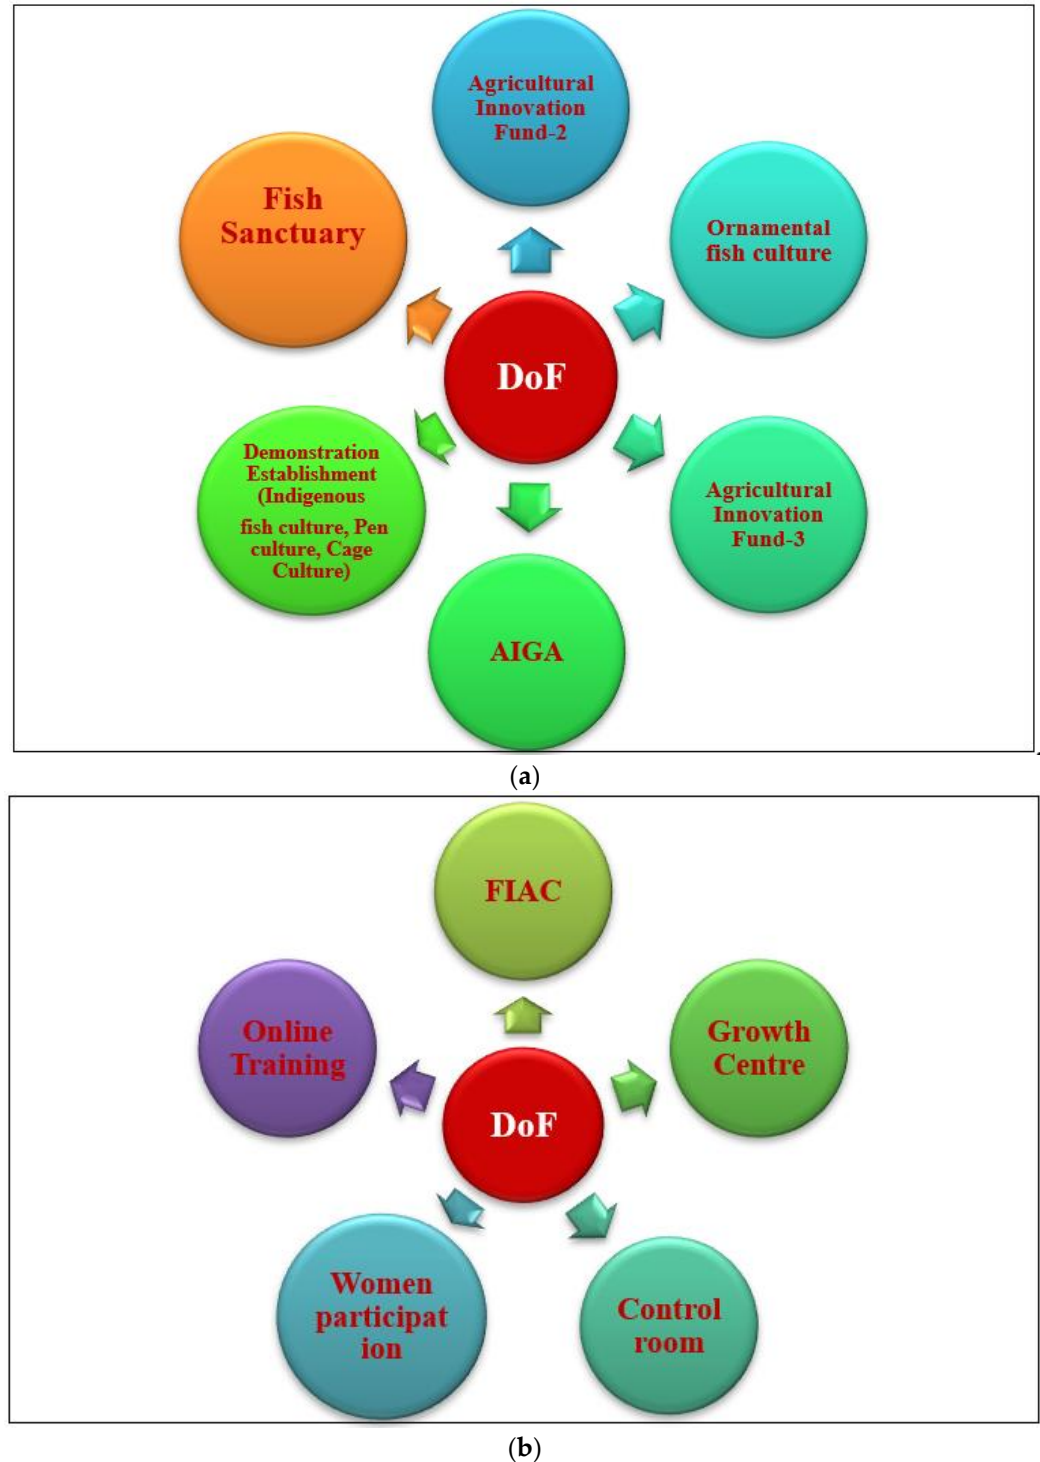 Agricultural
Innovation
Fund-2
Fish
Sanctuary
Ornamental
fish culture
DoF
Demonstration
Establishment
(Indigenous
fish culture, Pen
culture, Cage
Culture)
Agricultural
Innovation
Fund-3
AIGA
(a)
FIAC
Online
Training
Growth
Centre
DoF
Women
participat
ion
Control
room
(b)